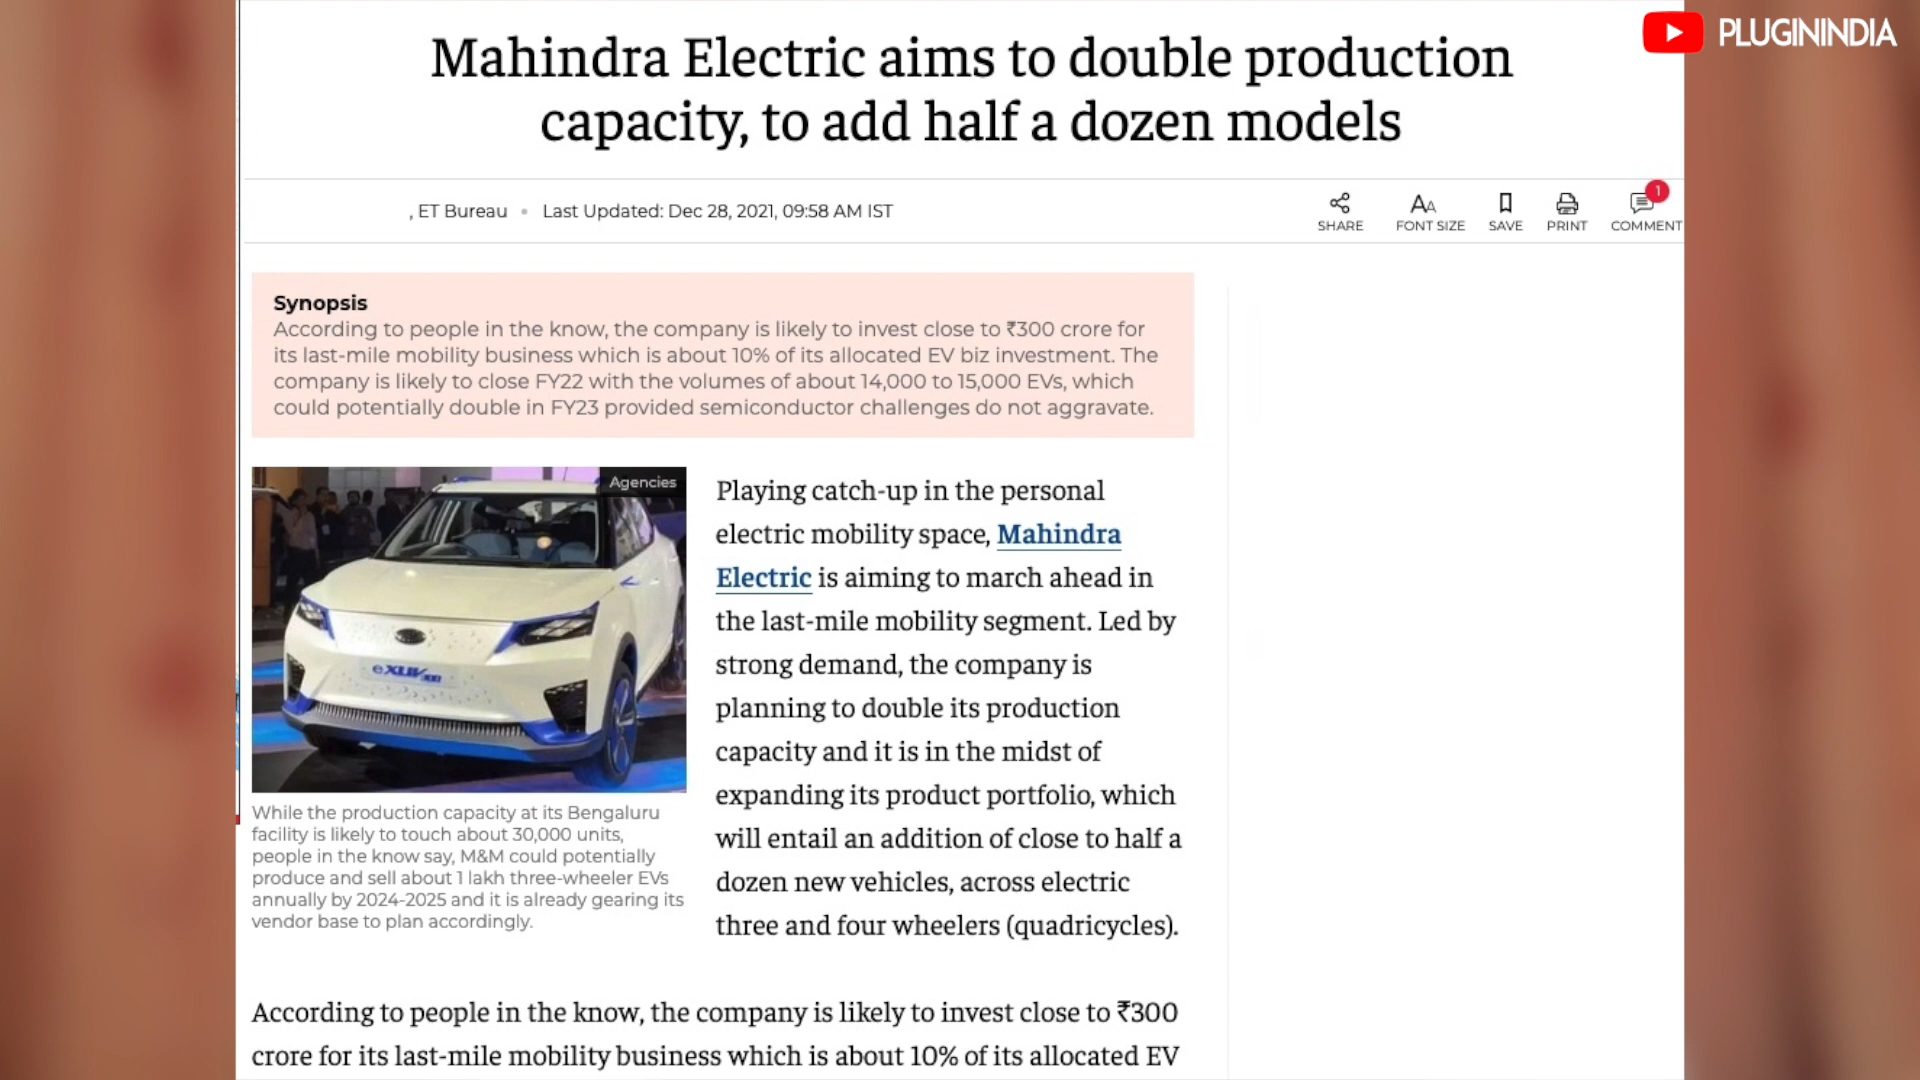 PLUGININDIA
Mahindra Electric aims to double production
capacity, to add half a dozen models
, ET Bureau • Last Updated: Dec 28, 2021, 09:58 AM IST
SHARE
FONT SIZE
SAVE
PRINT
1
COMMENT
Synopsis
According to people in the know, the company is likely to invest close to ₹300 crore for
its last-mile mobility business which is about 10% of its allocated EV biz investment. The
company is likely to close FY22 with the volumes of about 14,000 to 15,000 EVs, which
could potentially double in FY23 provided semiconductor challenges do not aggravate.
Agencies
eXUV300
While the production capacity at its Bengaluru
facility is likely to touch about 30,000 units,
people in the know say, M&M could potentially
produce and sell about 1 lakh three-wheeler EVs
annually by 2024-2025 and it is already gearing its
vendor base to plan accordingly.
Playing catch-up in the personal
electric mobility space, Mahindra
Electric is aiming to march ahead in
the last-mile mobility segment. Led by
strong demand, the company is
planning to double its production
capacity and it is in the midst of
expanding its product portfolio, which
will entail an addition of close to half a
dozen new vehicles, across electric
three and four wheelers (quadricycles).
According to people in the know, the company is likely to invest close to ₹300
crore for its last-mile mobility business which is about 10% of its allocated EV